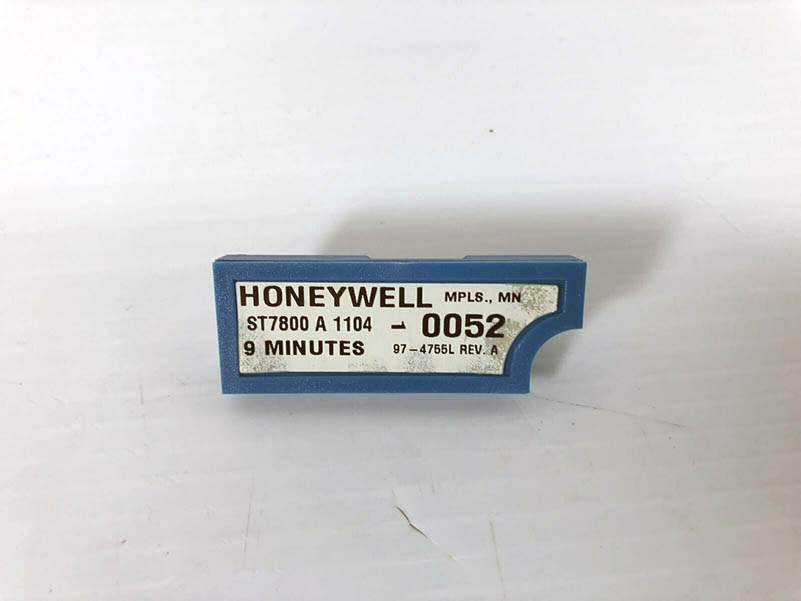 HONEYWELL MPLS., MN
ST7800 A 1104 – 0052
9 MINUTES 97-4755L REV. A